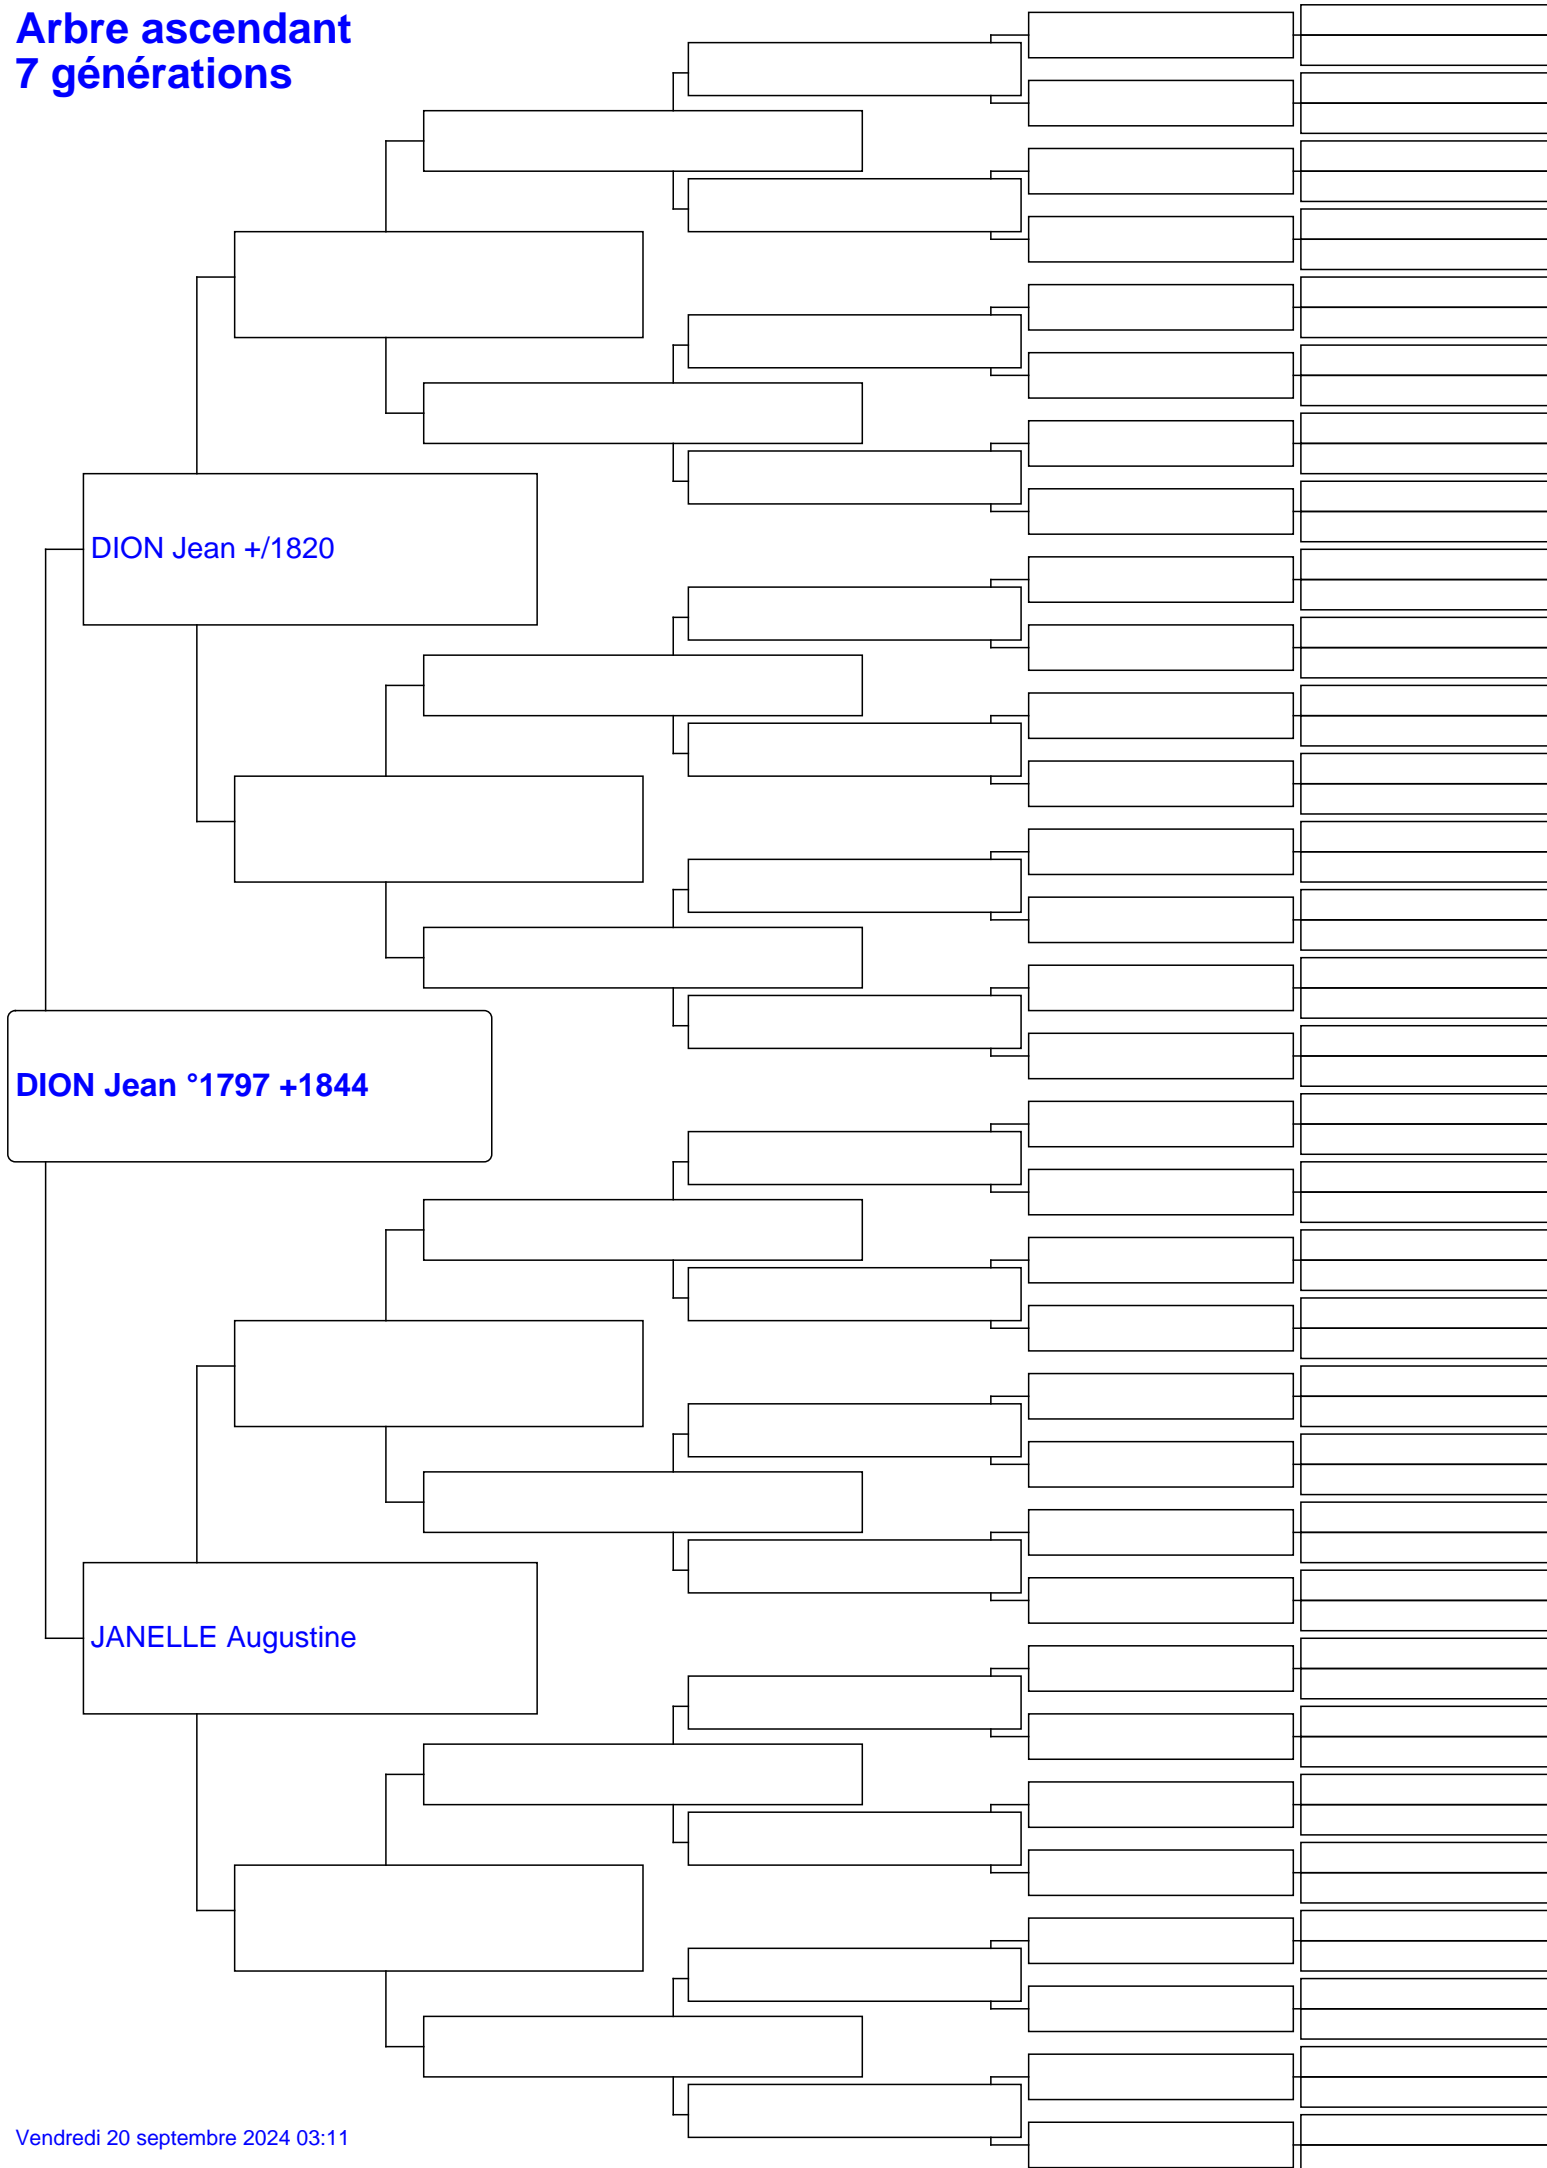 Arbre ascendant
7 générations
DION Jean +/1820
DION Jean °1797 +1844
JANELLE Augustine
Vendredi 20 septembre 2024 03:11